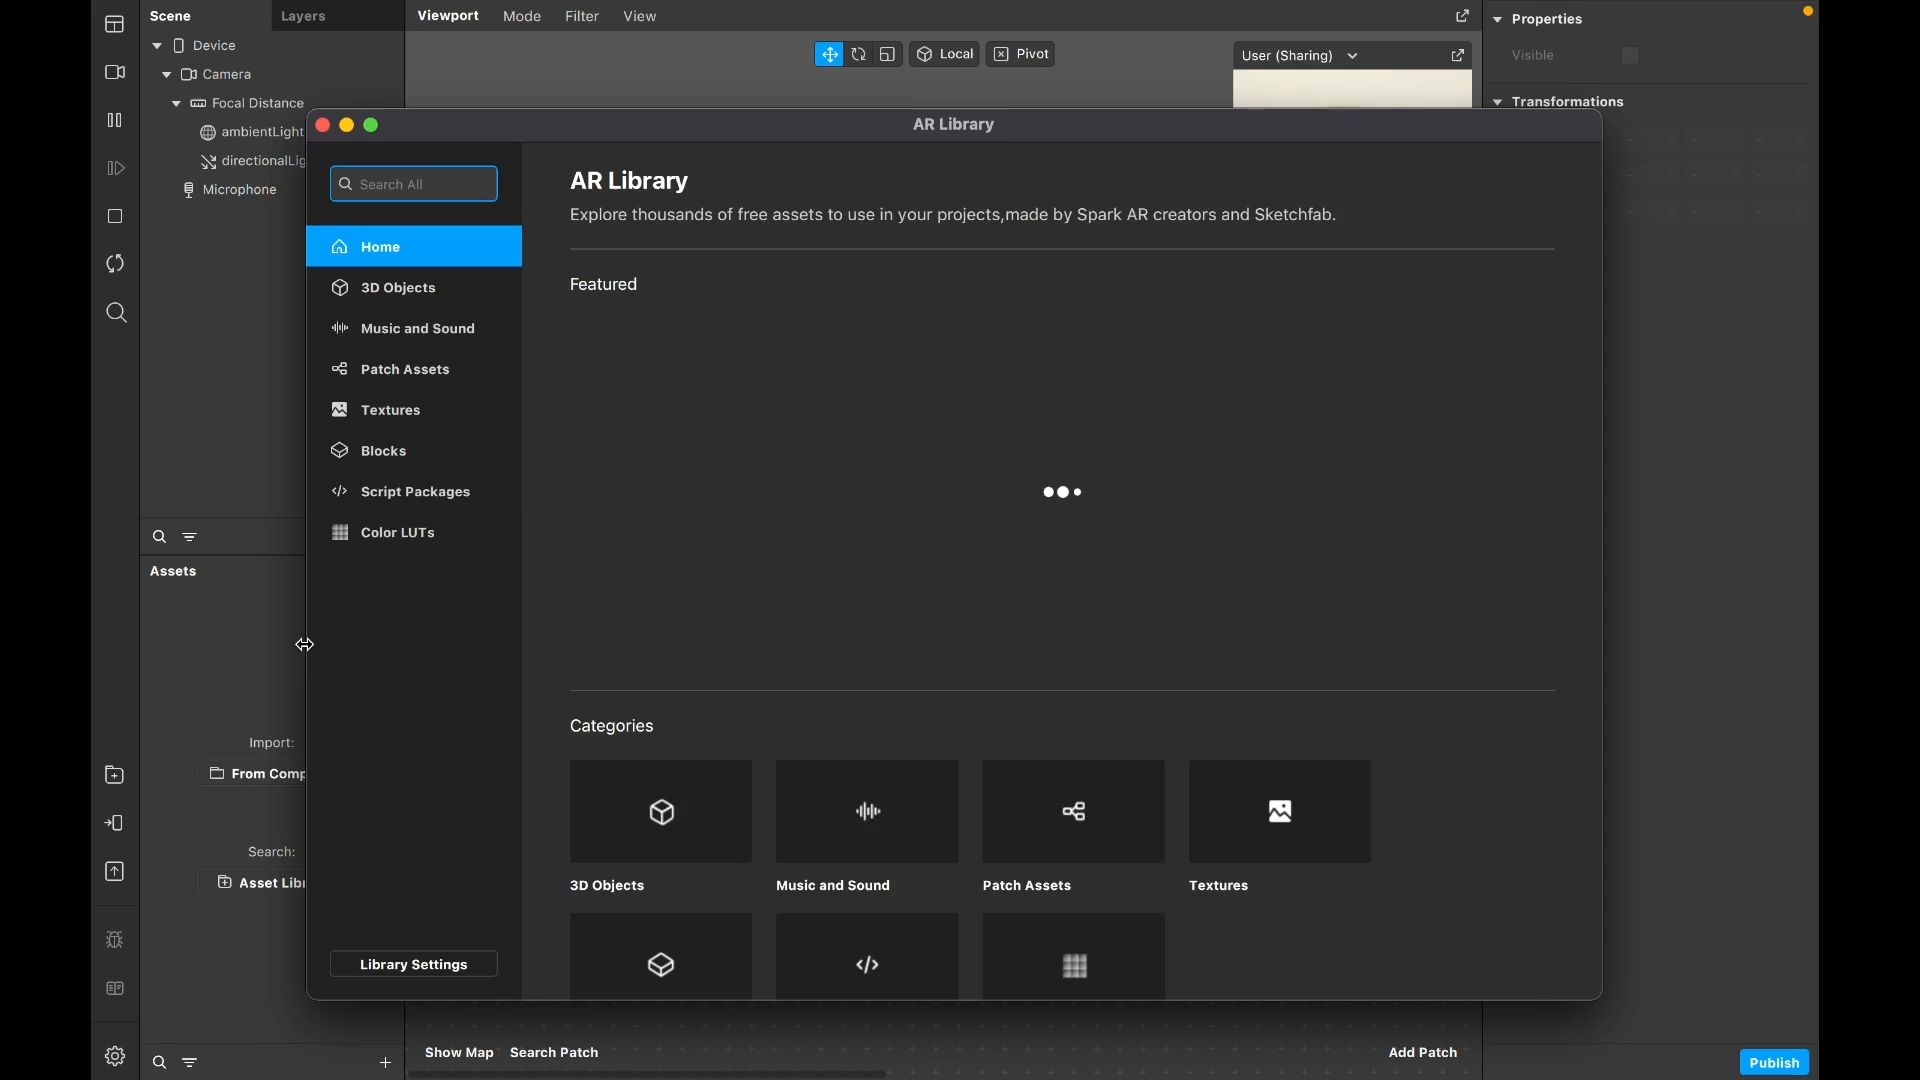 Scene
Layers
Viewport
Mode
Filter
View
Properties
Device
Local
Pivot
User (Sharing)
Visible
Camera
Focal Distance
Transformations
ambientLight
AR Library
directionalLig
Microphone
Search All
AR Library
Explore thousands of free assets to use in your projects,made by Spark AR creators and Sketchfab.
Home
Featured
3D Objects
Music and Sound
Patch Assets
Textures
Blocks
Script Packages
Color LUTs
Assets
Import:
From Comp
Search:
Asset Libr
Categories
3D Objects
Music and Sound
Patch Assets
Textures
Library Settings
Show Map
Search Patch
Add Patch
Publish